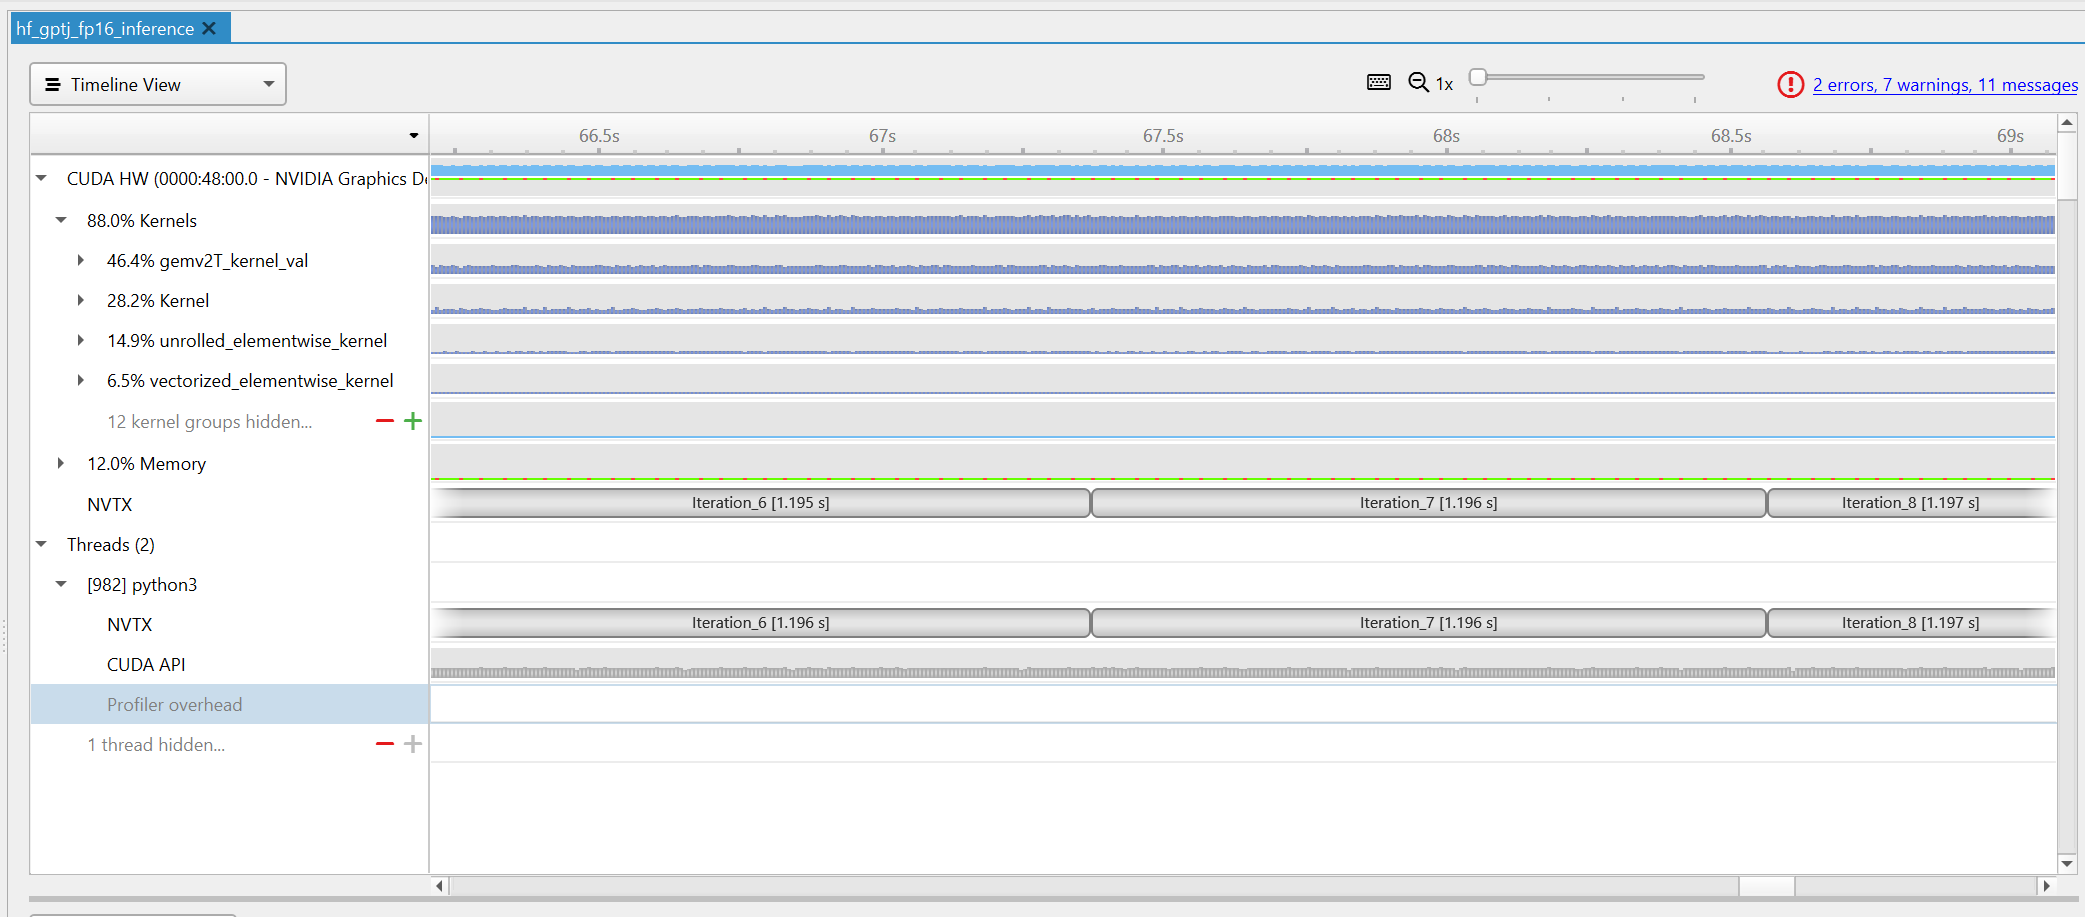 hf_gptj_fp16_inference
Timeline View
1x
2 errors, 7 warnings, 11 messages
66.5s 67s 67.5s 68s 68.5s 69s
CUDA HW (0000:48:00.0 - NVIDIA Graphics
88.0% Kernels
46.4% gemv2T_kernel_val
28.2% Kernel
14.9% unrolled_elementwise_kernel
6.5% vectorized_elementwise_kernel
12 kernel groups hidden...
12.0% Memory
NVTX Iteration_6 [1.195 s] Iteration_7 [1.196 s] Iteration_8 [1.197 s]
Threads (2)
[982] python3
NVTX Iteration_6 [1.196 s] Iteration_7 [1.196 s] Iteration_8 [1.197 s]
CUDA API
Profiler overhead
1 thread hidden...